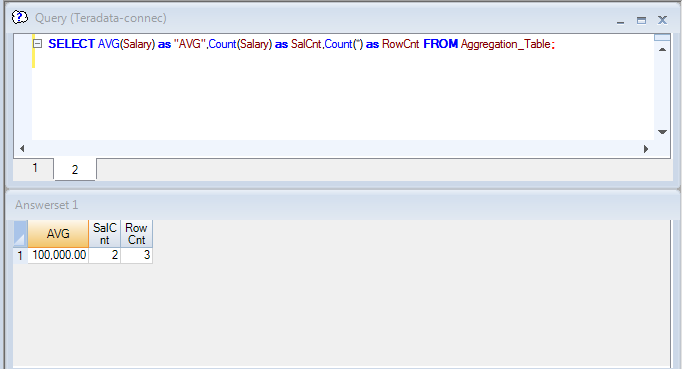 Query (Teradata-connec)
SELECT AVG(Salary) as "AVG",Count(Salary) as SalCnt,Count(*) as RowCnt FROM Aggregation_Table;
1 2
Answerset 1
AVG SalC nt Row Cnt
1 100,000.00 2 3